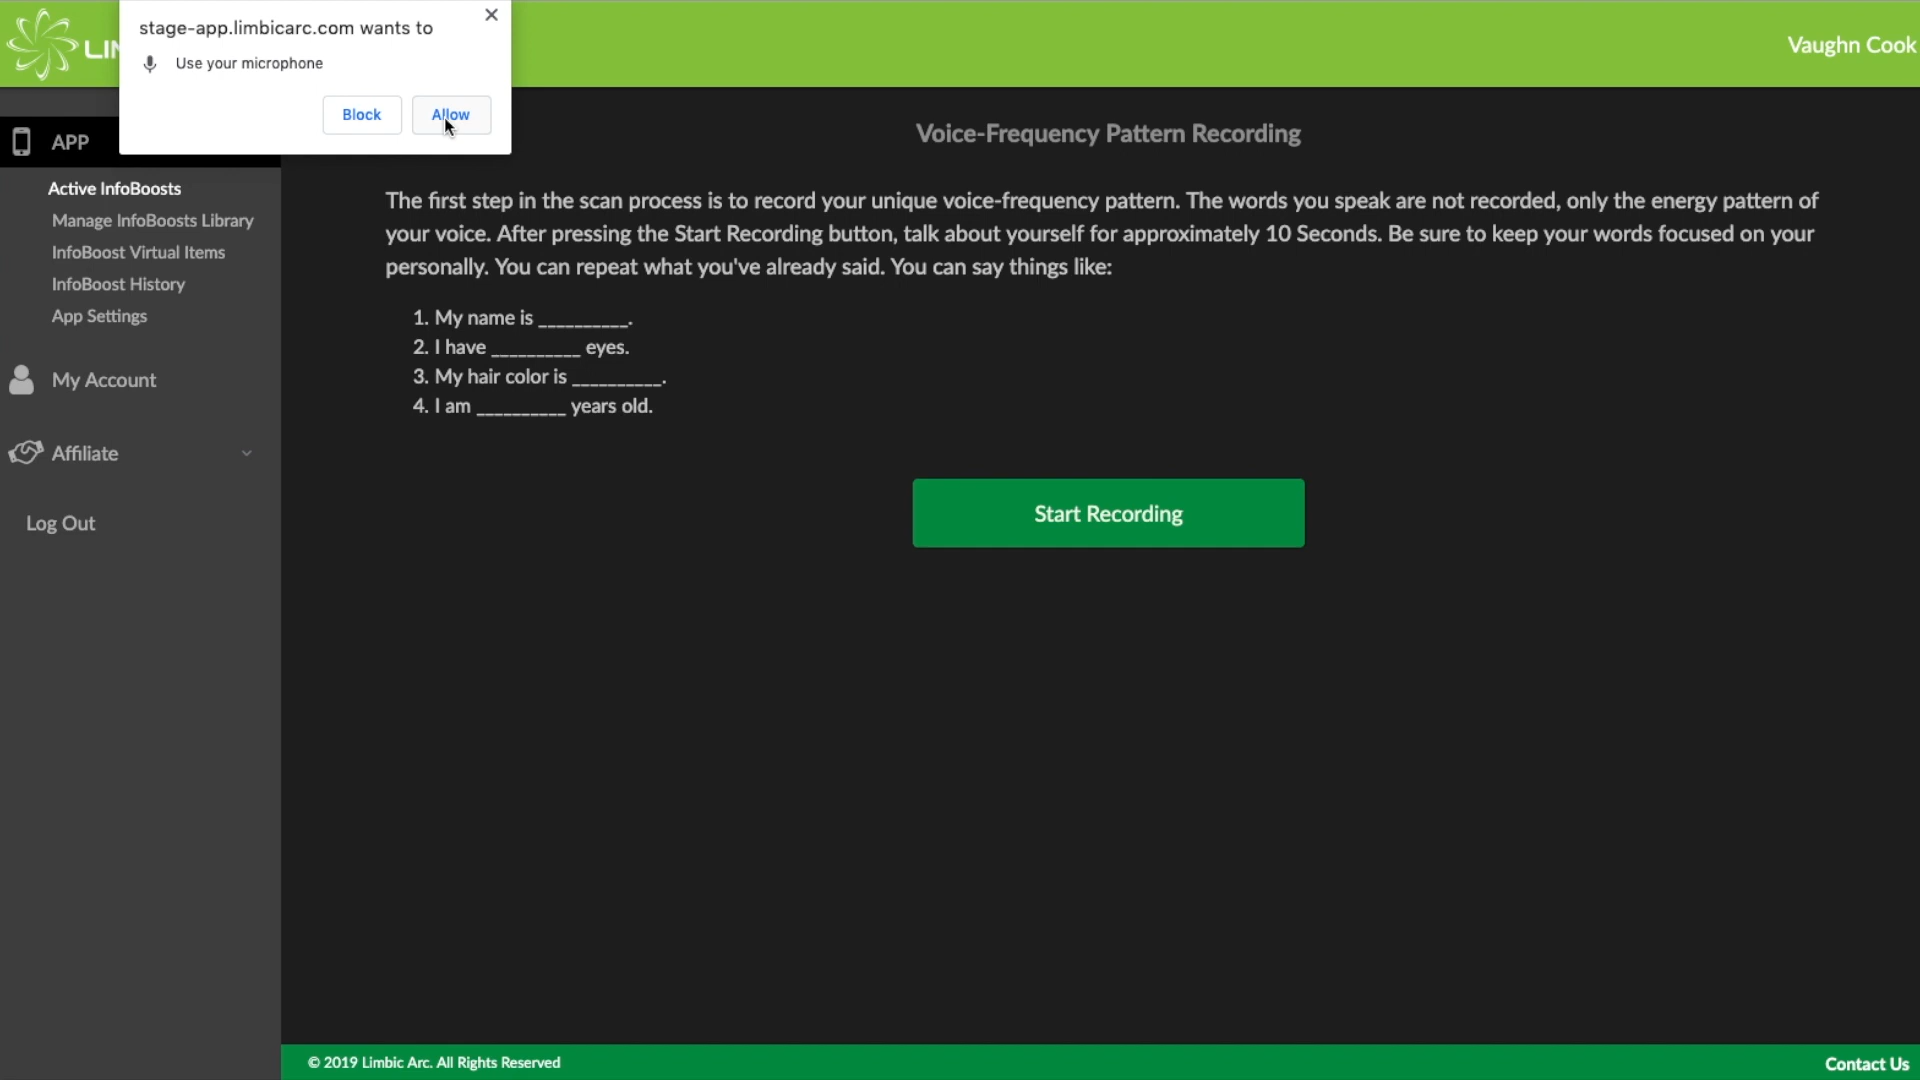 stage-app.limbicarc.com wants to
Use your microphone
Block
Allow
Vaughn Cook
APP
Active InfoBoosts
Manage InfoBoosts Library
InfoBoost Virtual Items
InfoBoost History
App Settings
My Account
Affiliate
Log Out
Voice-Frequency Pattern Recording
The first step in the scan process is to record your unique voice-frequency pattern. The words you speak are not recorded, only the energy pattern of
your voice. After pressing the Start Recording button, talk about yourself for approximately 10 Seconds. Be sure to keep your words focused on your
personally. You can repeat what you've already said. You can say things like:
1. My name is __________.
2. I have __________ eyes.
3. My hair color is __________.
4. I am __________ years old.
Start Recording
© 2019 Limbic Arc. All Rights Reserved
Contact Us